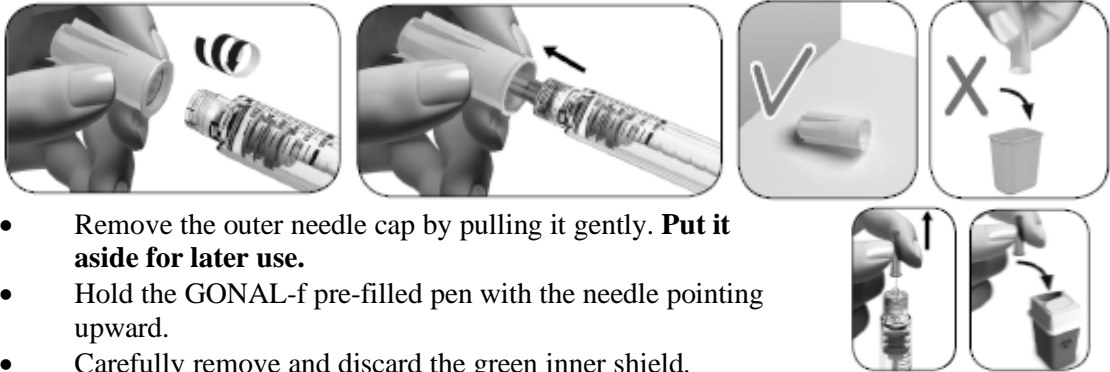 • Remove the outer needle cap by pulling it gently. Put it
aside for later use.
• Hold the GONAL-f pre-filled pen with the needle pointing
upward.
• Carefully remove and discard the green inner shield.